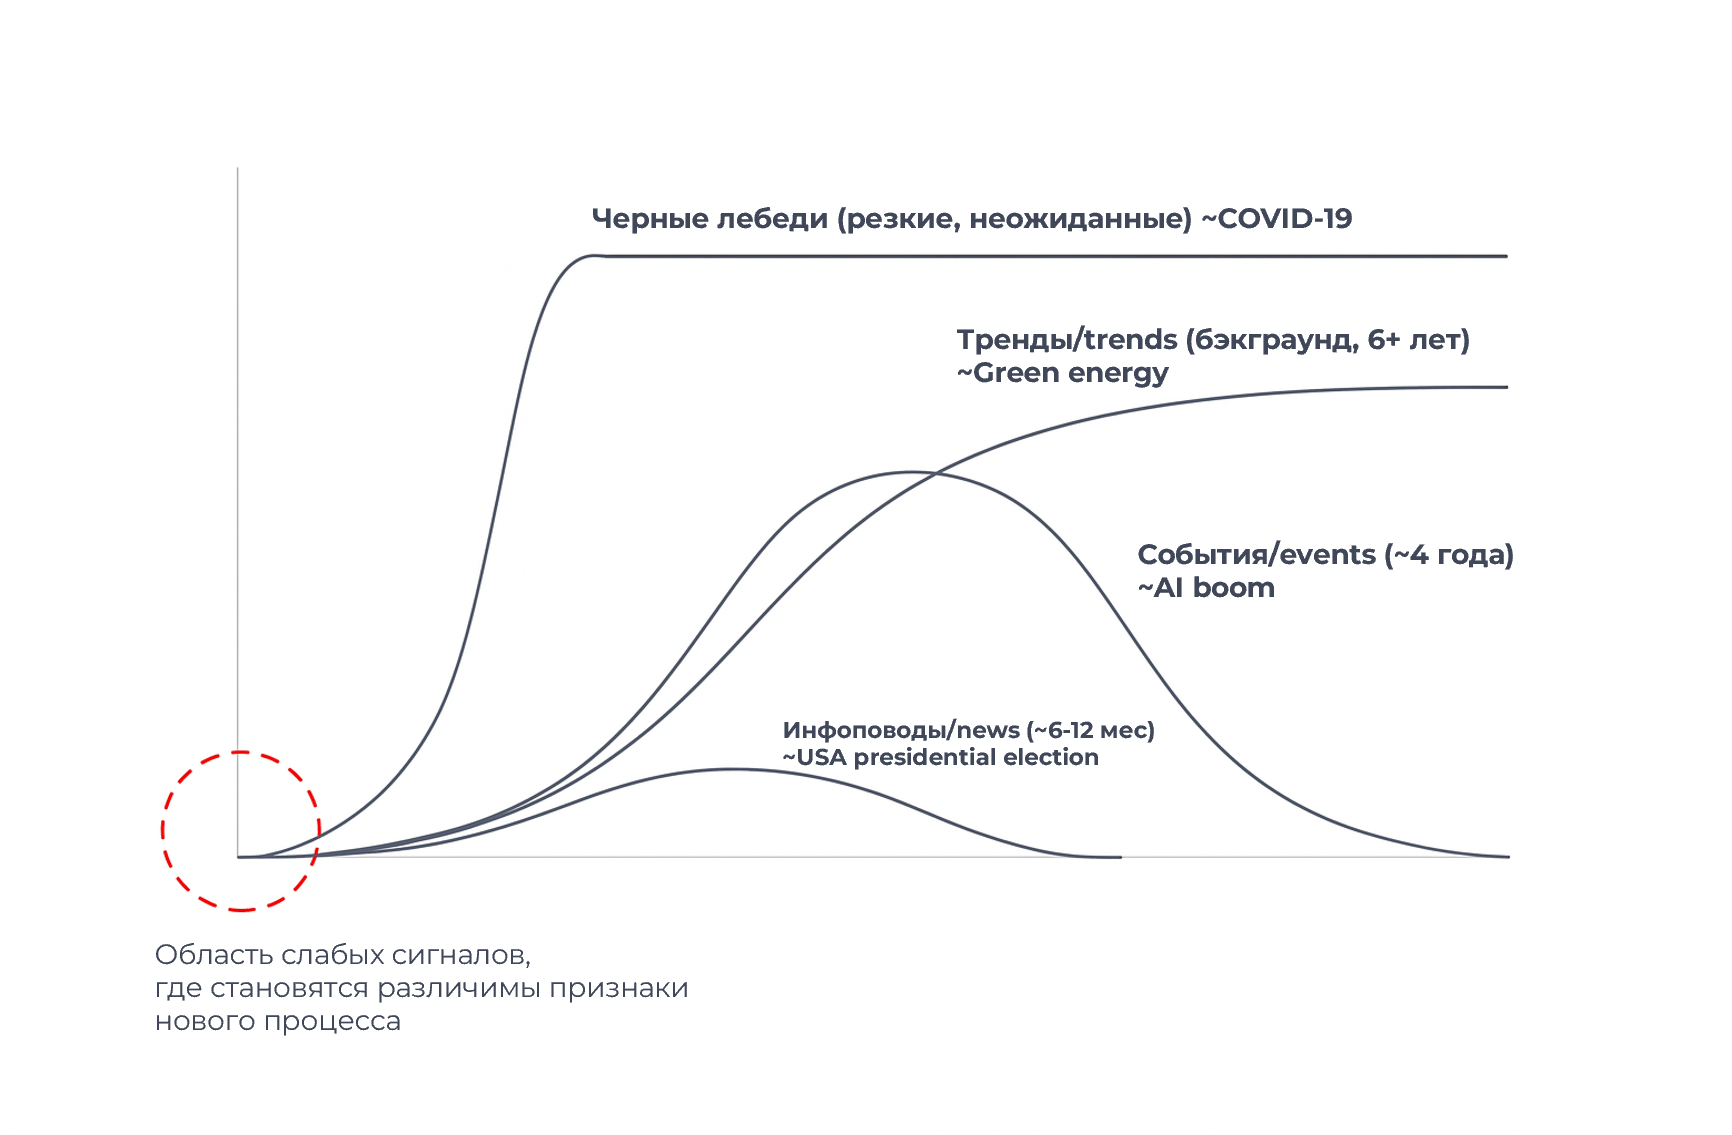 Черные лебеди (резкие, неожиданные) ~COVID-19
Тренды/trends (бэкграунд, 6+ лет)
~Green energy
События/events (~4 года)
~AI boom
Инфоповоды/news (~6-12 мес)
~USA presidential election
Область слабых сигналов,
где становятся различимы признаки
нового процесса